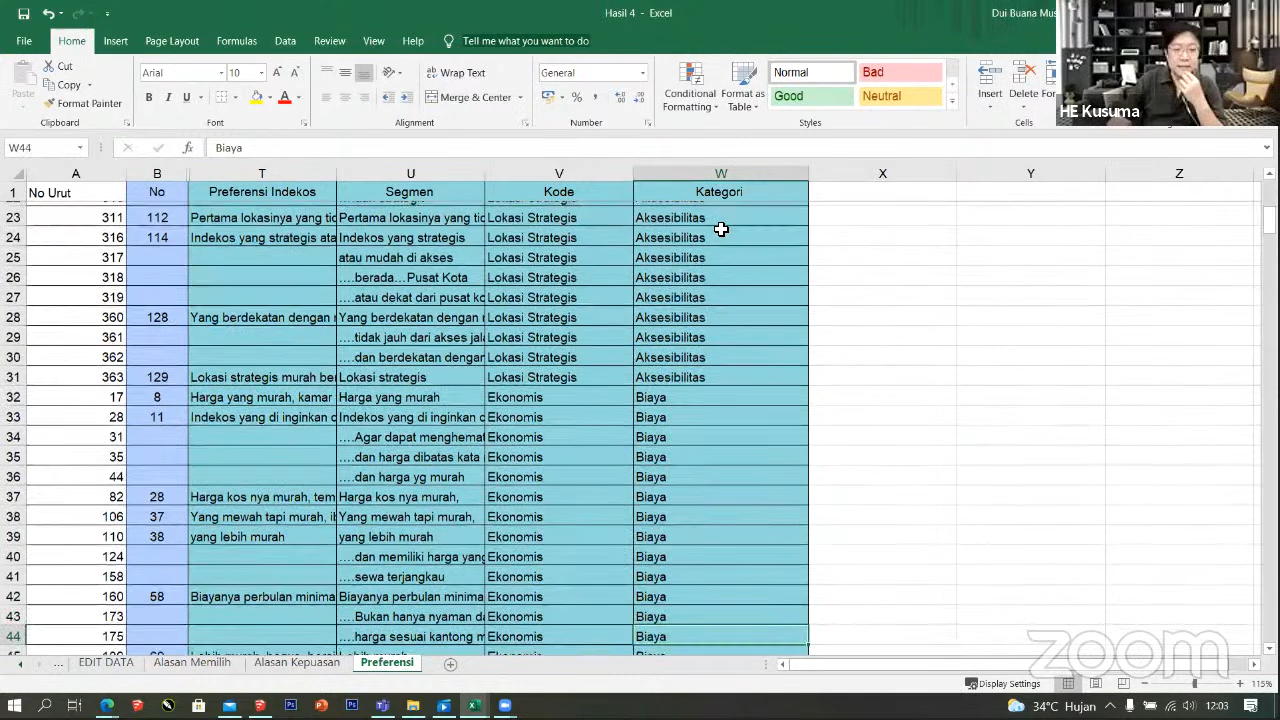 Hasil 4 - Excel
Dui Buana Mus
File Home Insert Page Layout Formulas Data Review View Help Tell me what you want to do
Cut
Copy
Format Painter
Paste
Clipboard
Arial 10
B I U
Font
Wrap Text
Merge & Center
Alignment
General
Number
Conditional Formatting
Format as Table
Normal Bad
Good Neutral
Styles
Insert Delete
Cells
HE Kusuma
W44 fx Biaya
A B T U V W X Y Z
1 No Urut No Preferensi Indekos Segmen Kode Kategori
23 311 112 Pertama lokasinya yang tid Pertama lokasinya yang tid Lokasi Strategis Aksesibilitas
24 316 114 Indekos yang strategis ata Indekos yang strategis Lokasi Strategis Aksesibilitas
25 317 atau mudah di akses Lokasi Strategis Aksesibilitas
26 318 ….berada…Pusat Kota Lokasi Strategis Aksesibilitas
27 319 ….atau dekat dari pusat ko Lokasi Strategis Aksesibilitas
28 360 128 Yang berdekatan dengan Yang berdekatan dengan Lokasi Strategis Aksesibilitas
29 361 ….tidak jauh dari akses jala Lokasi Strategis Aksesibilitas
30 362 ….dan berdekatan dengan Lokasi Strategis Aksesibilitas
31 363 129 Lokasi strategis murah ber Lokasi strategis Lokasi Strategis Aksesibilitas
32 17 8 Harga yang murah, kamar Harga yang murah Ekonomis Biaya
33 28 11 Indekos yang di inginkan Indekos yang di inginkan Ekonomis Biaya
34 31 ….Agar dapat menghemat Ekonomis Biaya
35 35 ….dan harga dibatas kata Ekonomis Biaya
36 44 ….dan harga yg murah Ekonomis Biaya
37 82 28 Harga kos nya murah, tem Harga kos nya murah, Ekonomis Biaya
38 106 37 Yang mewah tapi murah, Yang mewah tapi murah, Ekonomis Biaya
39 110 38 yang lebih murah yang lebih murah Ekonomis Biaya
40 124 ….dan memiliki harga yang Ekonomis Biaya
41 158 ….sewa terjangkau Ekonomis Biaya
42 160 58 Biayanya perbulan minima Biayanya perbulan minima Ekonomis Biaya
43 173 ….Bukan hanya nyaman da Ekonomis Biaya
44 175 ….harga sesuai kantong m Ekonomis Biaya
zoom
... EDIT DATA Alasan Memilih Alasan Kepuasan Preferensi
Display Settings 115%
34°C Hujan 12:03